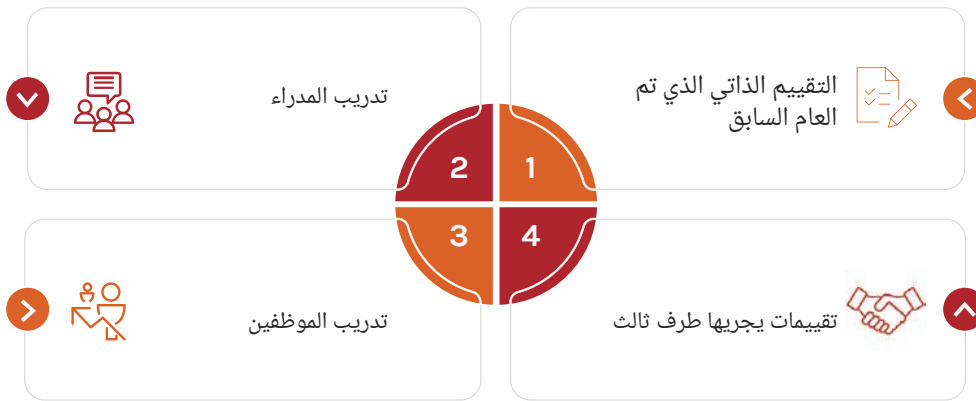 1
التقييم الذاتي الذي تم
العام السابق
2
تدريب المدراء
3
تدريب الموظفين
4
تقييمات يجريها طرف ثالث